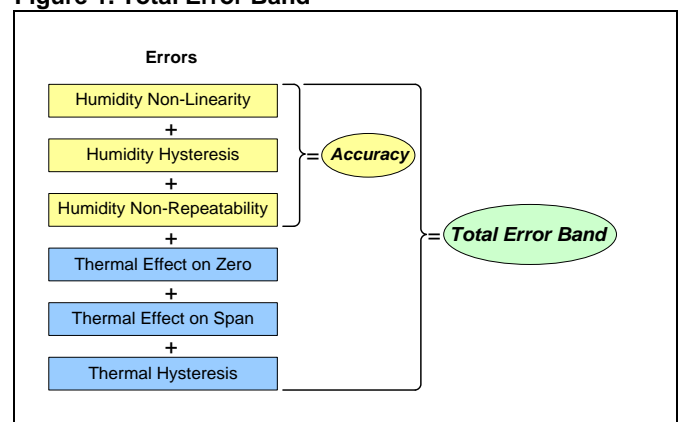 Figure 1. Total Error Band
Errors
Humidity Non-Linearity
+
Humidity Hysteresis
+
Humidity Non-Repeatability
+
Thermal Effect on Zero
+
Thermal Effect on Span
+
Thermal Hysteresis
= Accuracy
= Total Error Band